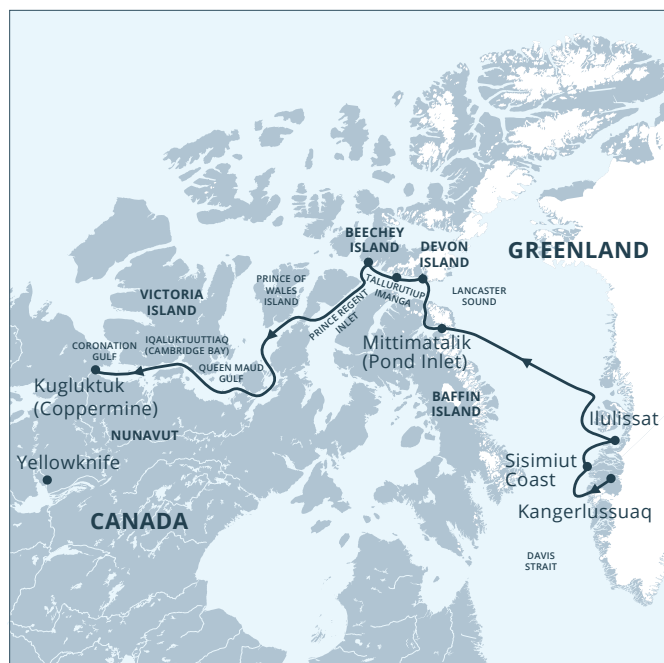 BEECHEY
ISLAND
DEVON
ISLAND
GREENLAND
TALLURUTIUP
IMANGA
LANCASTER
SOUND
PRINCE OF
WALES
ISLAND
VICTORIA
ISLAND
PRINCE REGENT
INLET
Mittimatalik
(Pond Inlet)
CORONATION
GULF
IQALUKTUUTTIAQ
(CAMBRIDGE BAY)
QUEEN MAUD
GULF
Kugluktuk
(Coppermine)
BAFFIN
ISLAND
NUNAVUT
Ilulissat
Yellowknife
Sisimiut
Coast
Kangerlussuaq
CANADA
DAVIS
STRAIT